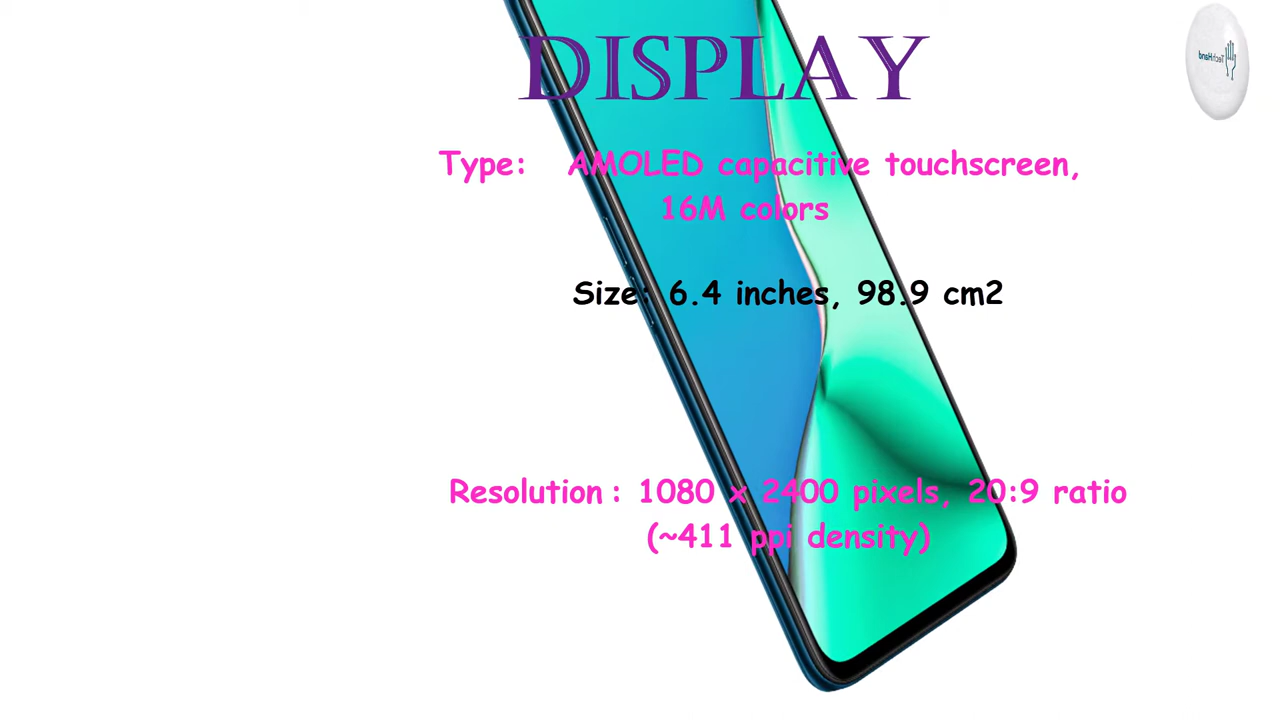 DISPLAY
TechHand
Type: AMOLED capacitive touchscreen,
16M colors
Size: 6.4 inches, 98.9 cm2
Resolution : 1080 x 2400 pixels, 20:9 ratio
(~411 ppi density)